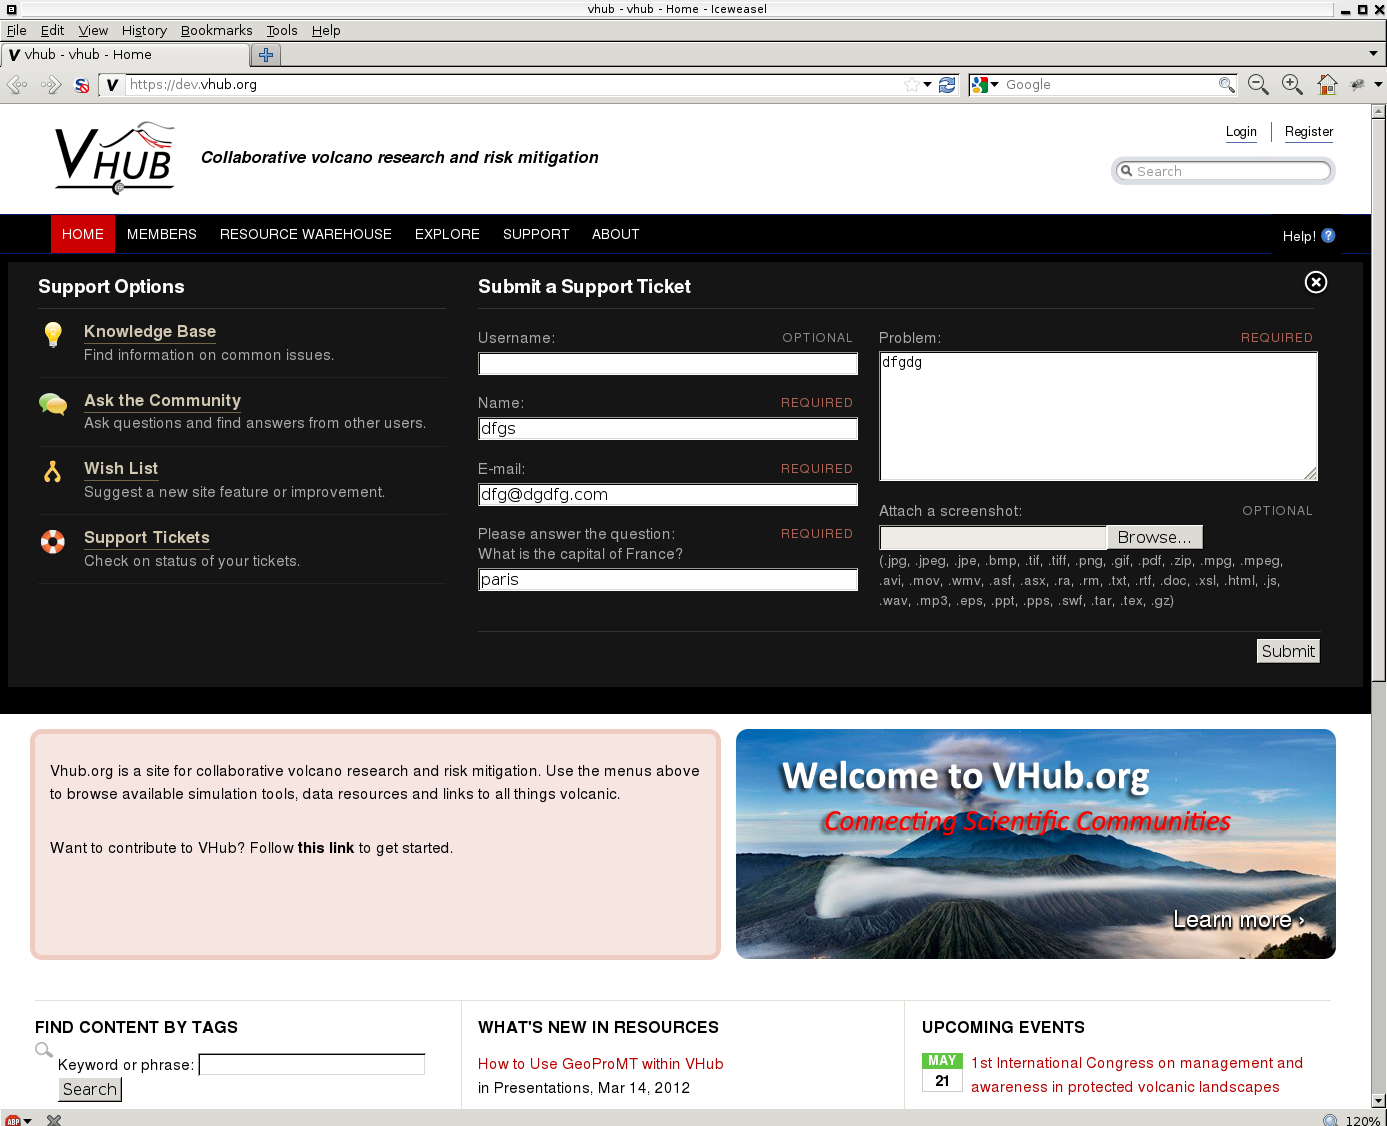 vhub - vhub - Home - Iceweasel
File Edit View History Bookmarks Tools Help
vhub - vhub - Home
https://dev.vhub.org
Google
VHUB
Collaborative volcano research and risk mitigation
Login
Register
Search
HOME MEMBERS RESOURCE WAREHOUSE EXPLORE SUPPORT ABOUT
Help! ?
Support Options
Knowledge Base
Find information on common issues.
Ask the Community
Ask questions and find answers from other users.
Wish List
Suggest a new site feature or improvement.
Support Tickets
Check on status of your tickets.
Submit a Support Ticket
Username: OPTIONAL
Name: REQUIRED
dfgs
E-mail: REQUIRED
dfg@dgdfg.com
Please answer the question: REQUIRED
What is the capital of France?
paris
Problem: REQUIRED
dfgdg
Attach a screenshot: OPTIONAL
Browse...
(.jpg, .jpeg, .jpe, .bmp, .tif, .tiff, .png, .gif, .pdf, .zip, .mpg, .mpeg,
.avi, .mov, .wmv, .asf, .asx, .ra, .rm, .txt, .rtf, .doc, .xsl, .html, .js,
.wav, .mp3, .eps, .ppt, .pps, .swf, .tar, .tex, .gz)
Submit
Vhub.org is a site for collaborative volcano research and risk mitigation. Use the menus above
to browse available simulation tools, data resources and links to all things volcanic.
Want to contribute to VHub? Follow this link to get started.
Welcome to VHub.org
Connecting Scientific Communities
Learn more ›
FIND CONTENT BY TAGS
Keyword or phrase:
Search
WHAT'S NEW IN RESOURCES
How to Use GeoProMT within VHub
in Presentations, Mar 14, 2012
UPCOMING EVENTS
MAY
21
1st International Congress on management and
awareness in protected volcanic landscapes
ABP
120%